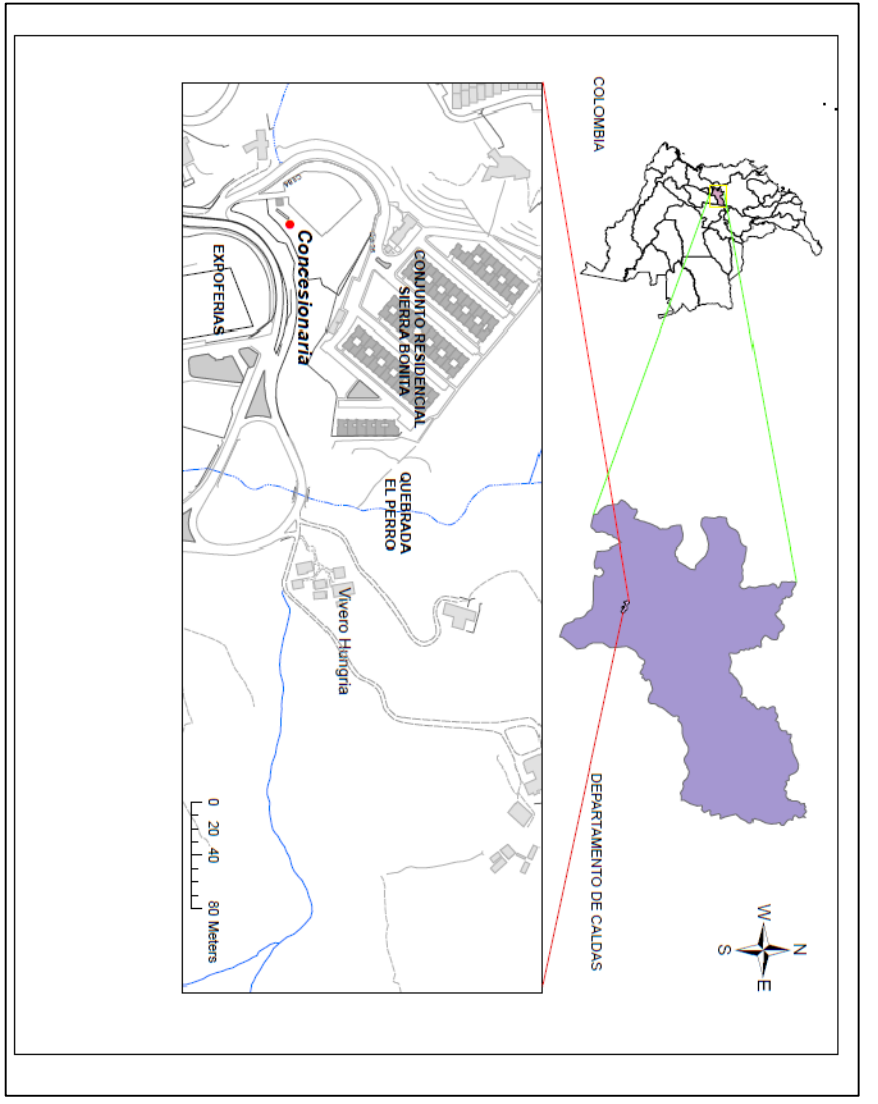 COLOMBIA
DEPARTAMENTO DE CALDAS
N
W
E
S
CONJUNTO RESIDENCIAL
SIERRA BONITA
QUEBRADA
EL PERRO
Concesionaria
Vivero Hungria
EXPOFERIAS
0 20 40 80 Meters